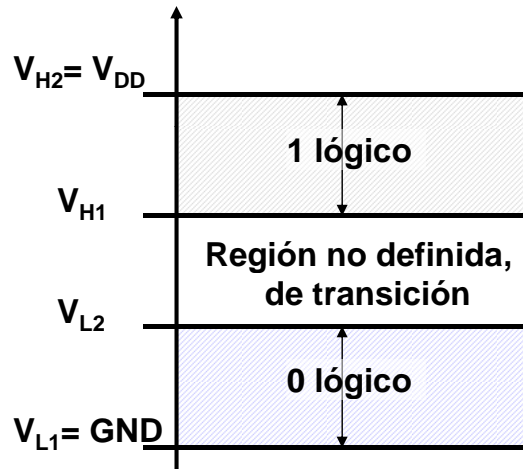 V_H2= V_DD
1 lógico
V_H1
Región no definida,
de transición
V_L2
0 lógico
V_L1= GND